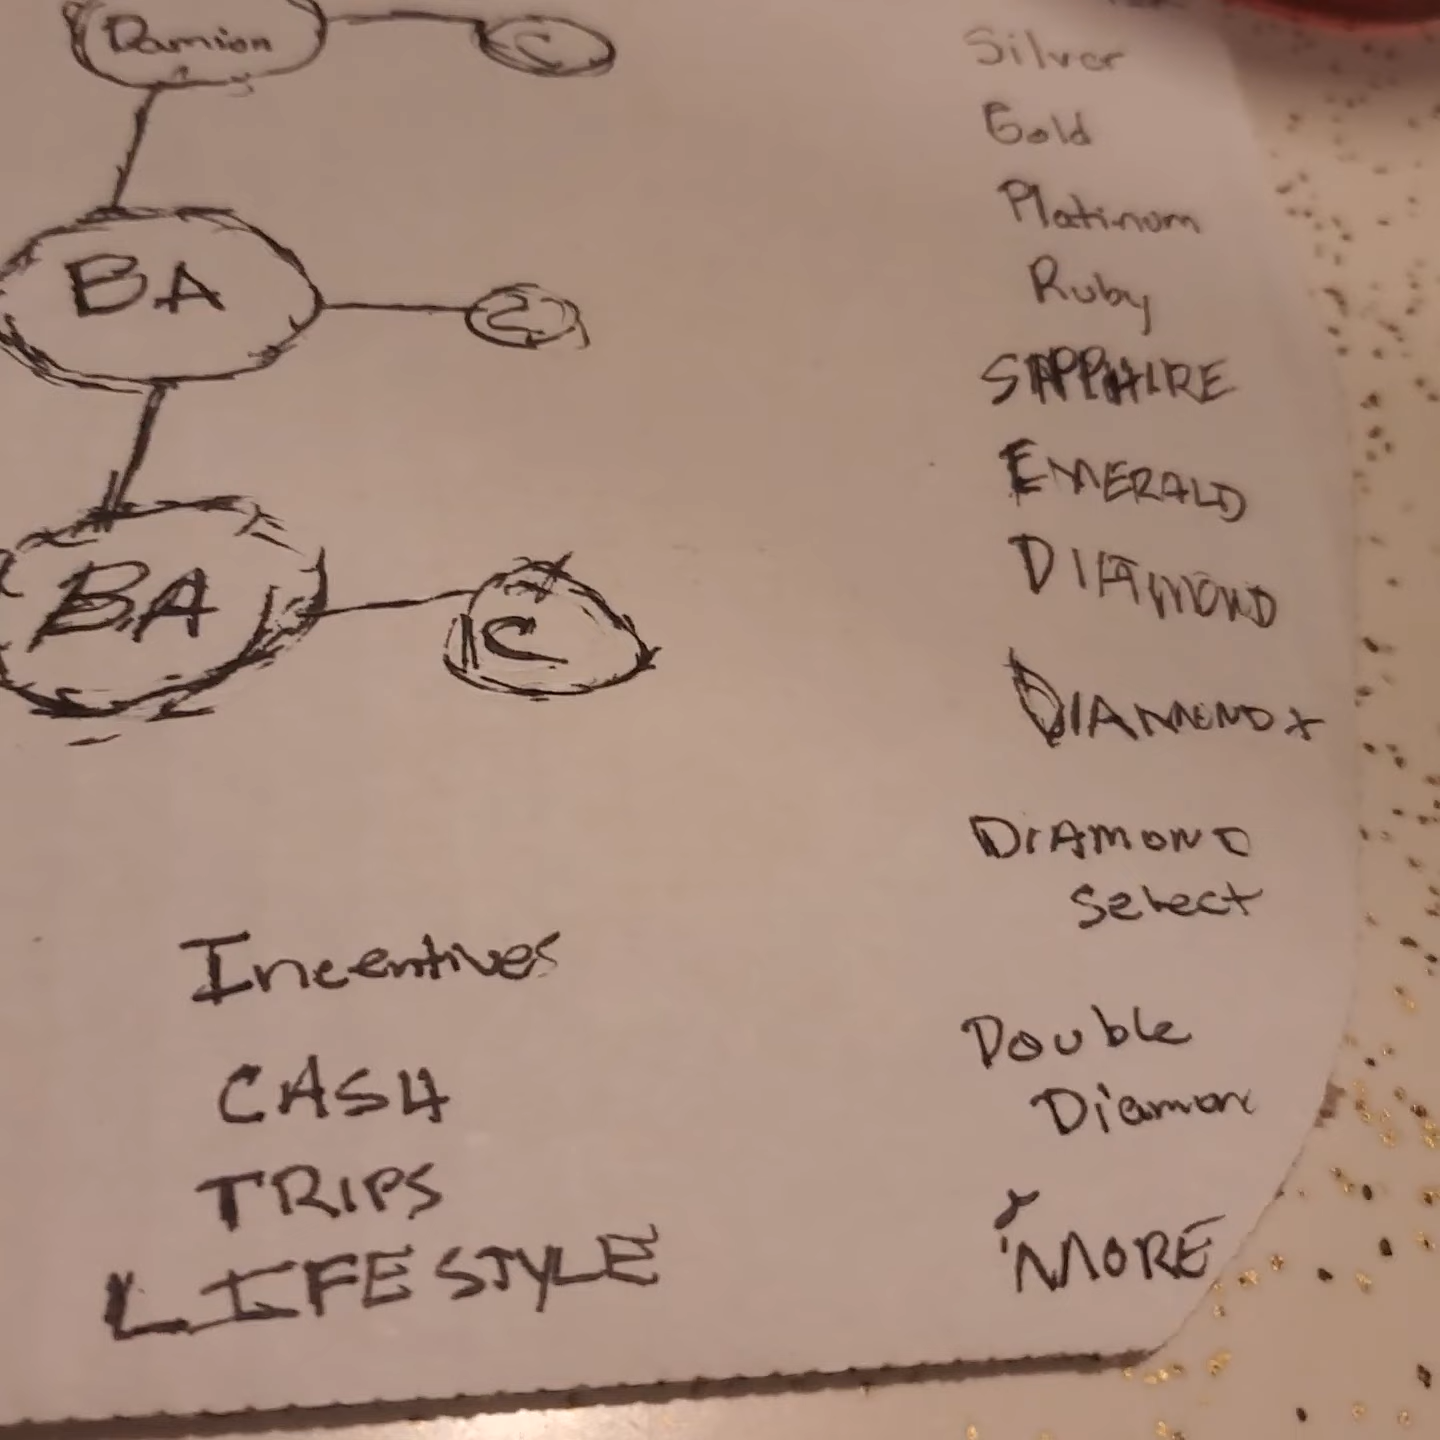 Damion
C
BA
C
BA
C
Incentives
CASH
TRIPS
LIFESTYLE
Silver
Gold
Platinum
Ruby
SAPPHIRE
EMERALD
DIAMOND
DIAMOND +
DIAMOND
Select
Double
Diamon
&
MORE